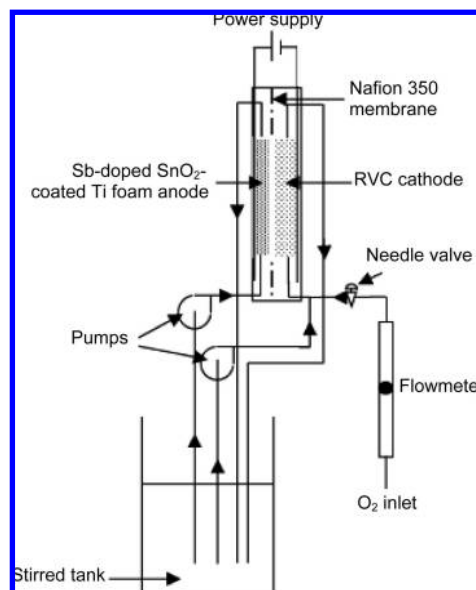 Power supply
Nafion 350
membrane
Sb-doped SnO₂-
coated Ti foam anode
RVC cathode
Needle valve
Pumps
Flowmete
O₂ inlet
Stirred tank